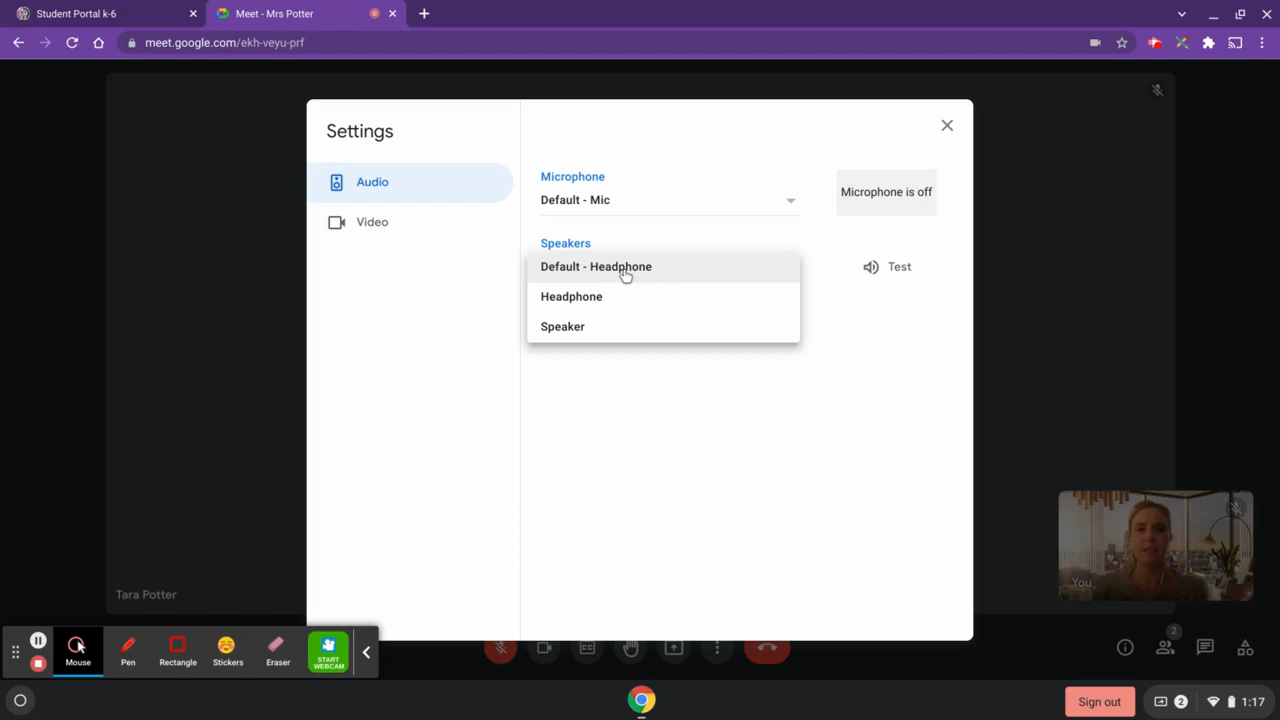 Student Portal k-6
Meet - Mrs Potter
meet.google.com/ekh-veyu-prf
Settings
Audio
Video
Microphone
Default - Mic
Microphone is off
Speakers
Default - Headphone
Test
Headphone
Speaker
You
Tara Potter
Mouse
Pen
Rectangle
Stickers
Eraser
START
WEBCAM
2
Sign out
2
1:17